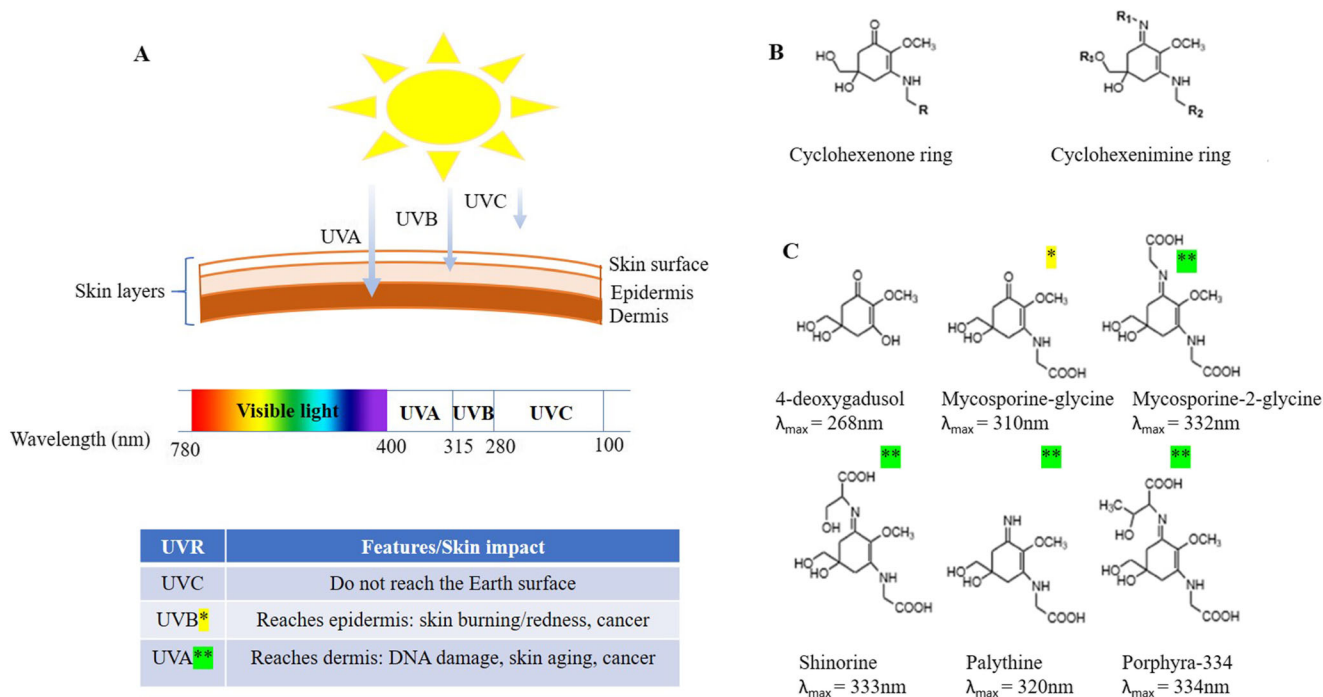 A
UVC
UVB
UVA
Skin layers
Skin surface
Epidermis
Dermis
Visible light UVA UVB UVC
Wavelength (nm)
780 400 315 280 100
UVR Features/Skin impact
UVC Do not reach the Earth surface
UVB* Reaches epidermis: skin burning/redness, cancer
UVA** Reaches dermis: DNA damage, skin aging, cancer
B
O
OCH₃
HO
HO
NH
R
Cyclohexenone ring
R₁
N
OCH₃
R₃
O
HO
NH
R₂
Cyclohexenimine ring
C
O
OCH₃
HO
HO
OH
4-deoxygadusol
λmax = 268nm
*
O
OCH₃
HO
HO
NH
COOH
Mycosporine-glycine
λmax = 310nm
COOH
**
N
OCH₃
HO
HO
NH
COOH
Mycosporine-2-glycine
λmax = 332nm
**
COOH
OH
N
OCH₃
HO
HO
NH
COOH
Shinorine
λmax = 333nm
**
NH
OCH₃
HO
HO
NH
COOH
Palythine
λmax = 320nm
**
COOH
H₃C
HO
N
OCH₃
HO
HO
NH
COOH
Porphyra-334
λmax = 334nm